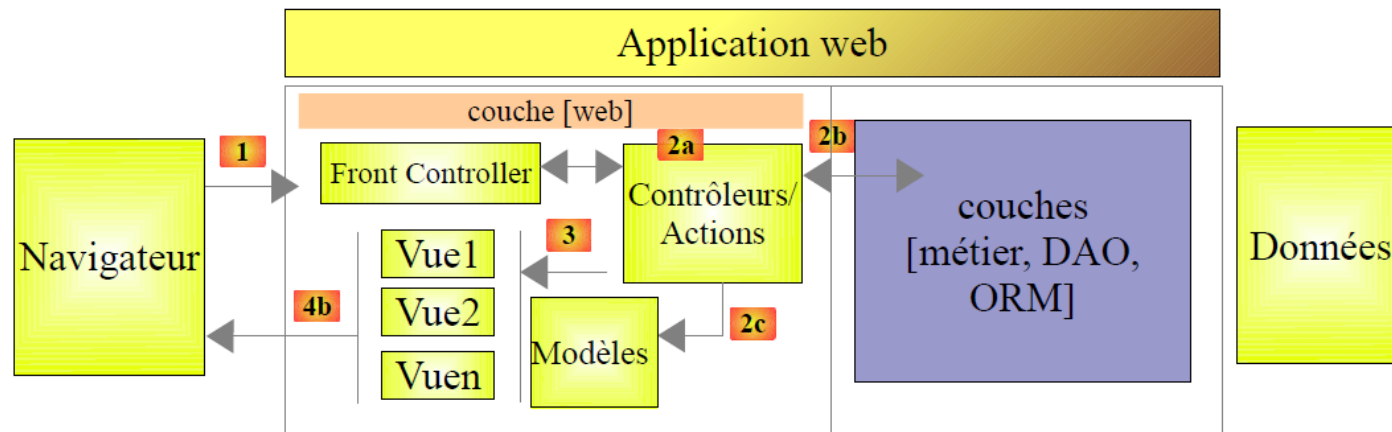 Application web
couche [web]
1
2a
2b
Front Controller
Contrôleurs/
Actions
Navigateur
couches
[métier, DAO,
ORM]
Données
3
Vue1
4b
Vue2
2c
Modèles
Vuen